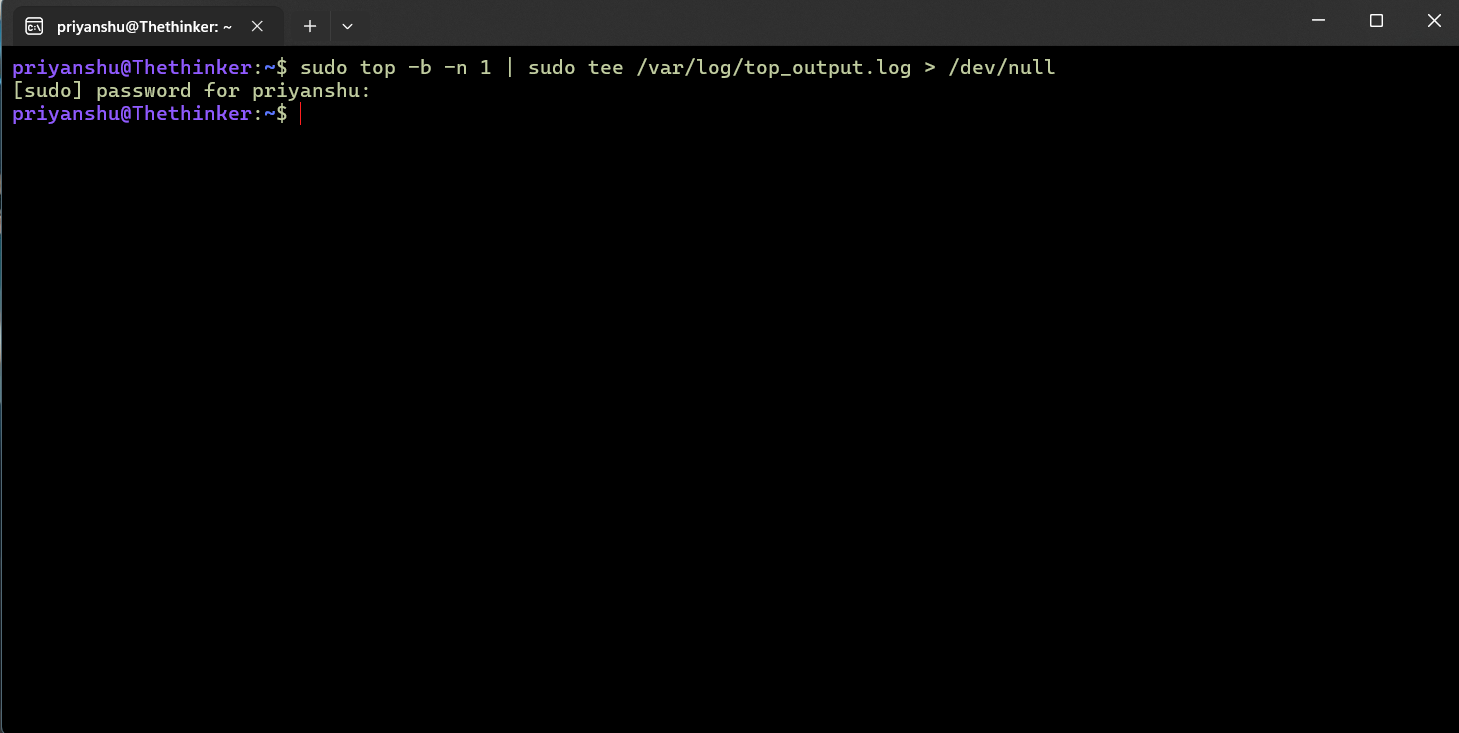 priyanshu@Thethinker: ~
priyanshu@Thethinker:~$ sudo top -b -n 1 | sudo tee /var/log/top_output.log > /dev/null
[sudo] password for priyanshu:
priyanshu@Thethinker:~$